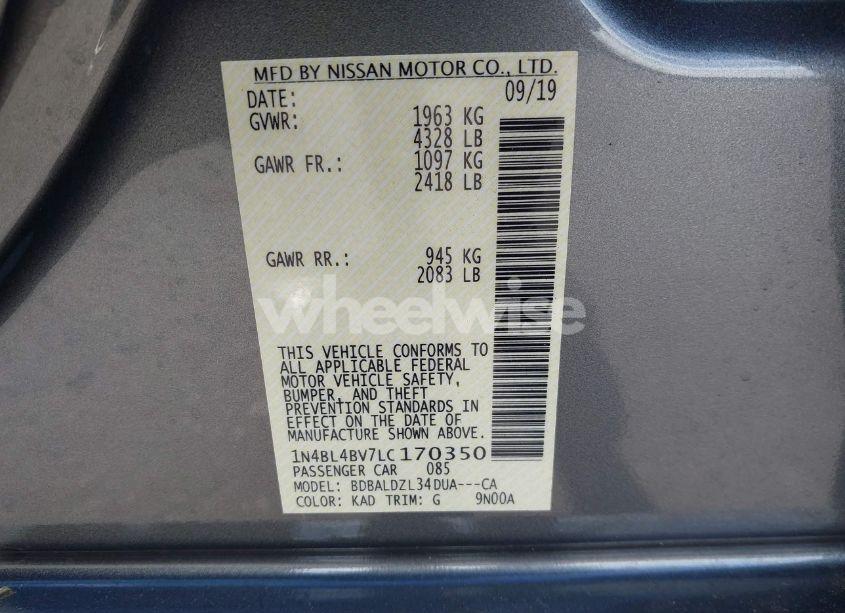 MFD BY NISSAN MOTOR CO., LTD.
DATE: 09/19
GVWR: 1963 KG
4328 LB
GAWR FR.: 1097 KG
2418 LB
GAWR RR.: 945 KG
2083 LB
wheelwise
THIS VEHICLE CONFORMS TO
ALL APPLICABLE FEDERAL
MOTOR VEHICLE SAFETY,
BUMPER, AND THEFT
PREVENTION STANDARDS IN
EFFECT ON THE DATE OF
MANUFACTURE SHOWN ABOVE.
1N4BL4BV7LC170350
PASSENGER CAR 085
MODEL: BDBALDZL34DUA---CA
COLOR: KAD TRIM: G 9N00A